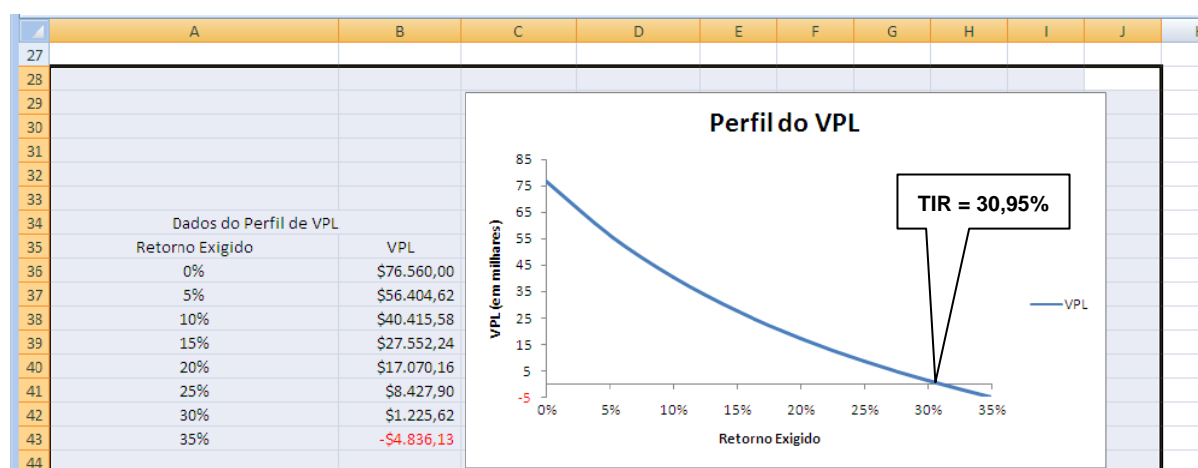 A B C D E F G H I J
27
28
29
30
31
32
33
34 Dados do Perfil de VPL
35 Retorno Exigido VPL
36 0% $76.560,00
37 5% $56.404,62
38 10% $40.415,58
39 15% $27.552,24
40 20% $17.070,16
41 25% $8.427,90
42 30% $1.225,62
43 35% -$4.836,13
44
Perfil do VPL
TIR = 30,95%
VPL (em milhares)
85
75
65
55
45
35
25
15
5
-5
0% 5% 10% 15% 20% 25% 30% 35%
Retorno Exigido
VPL